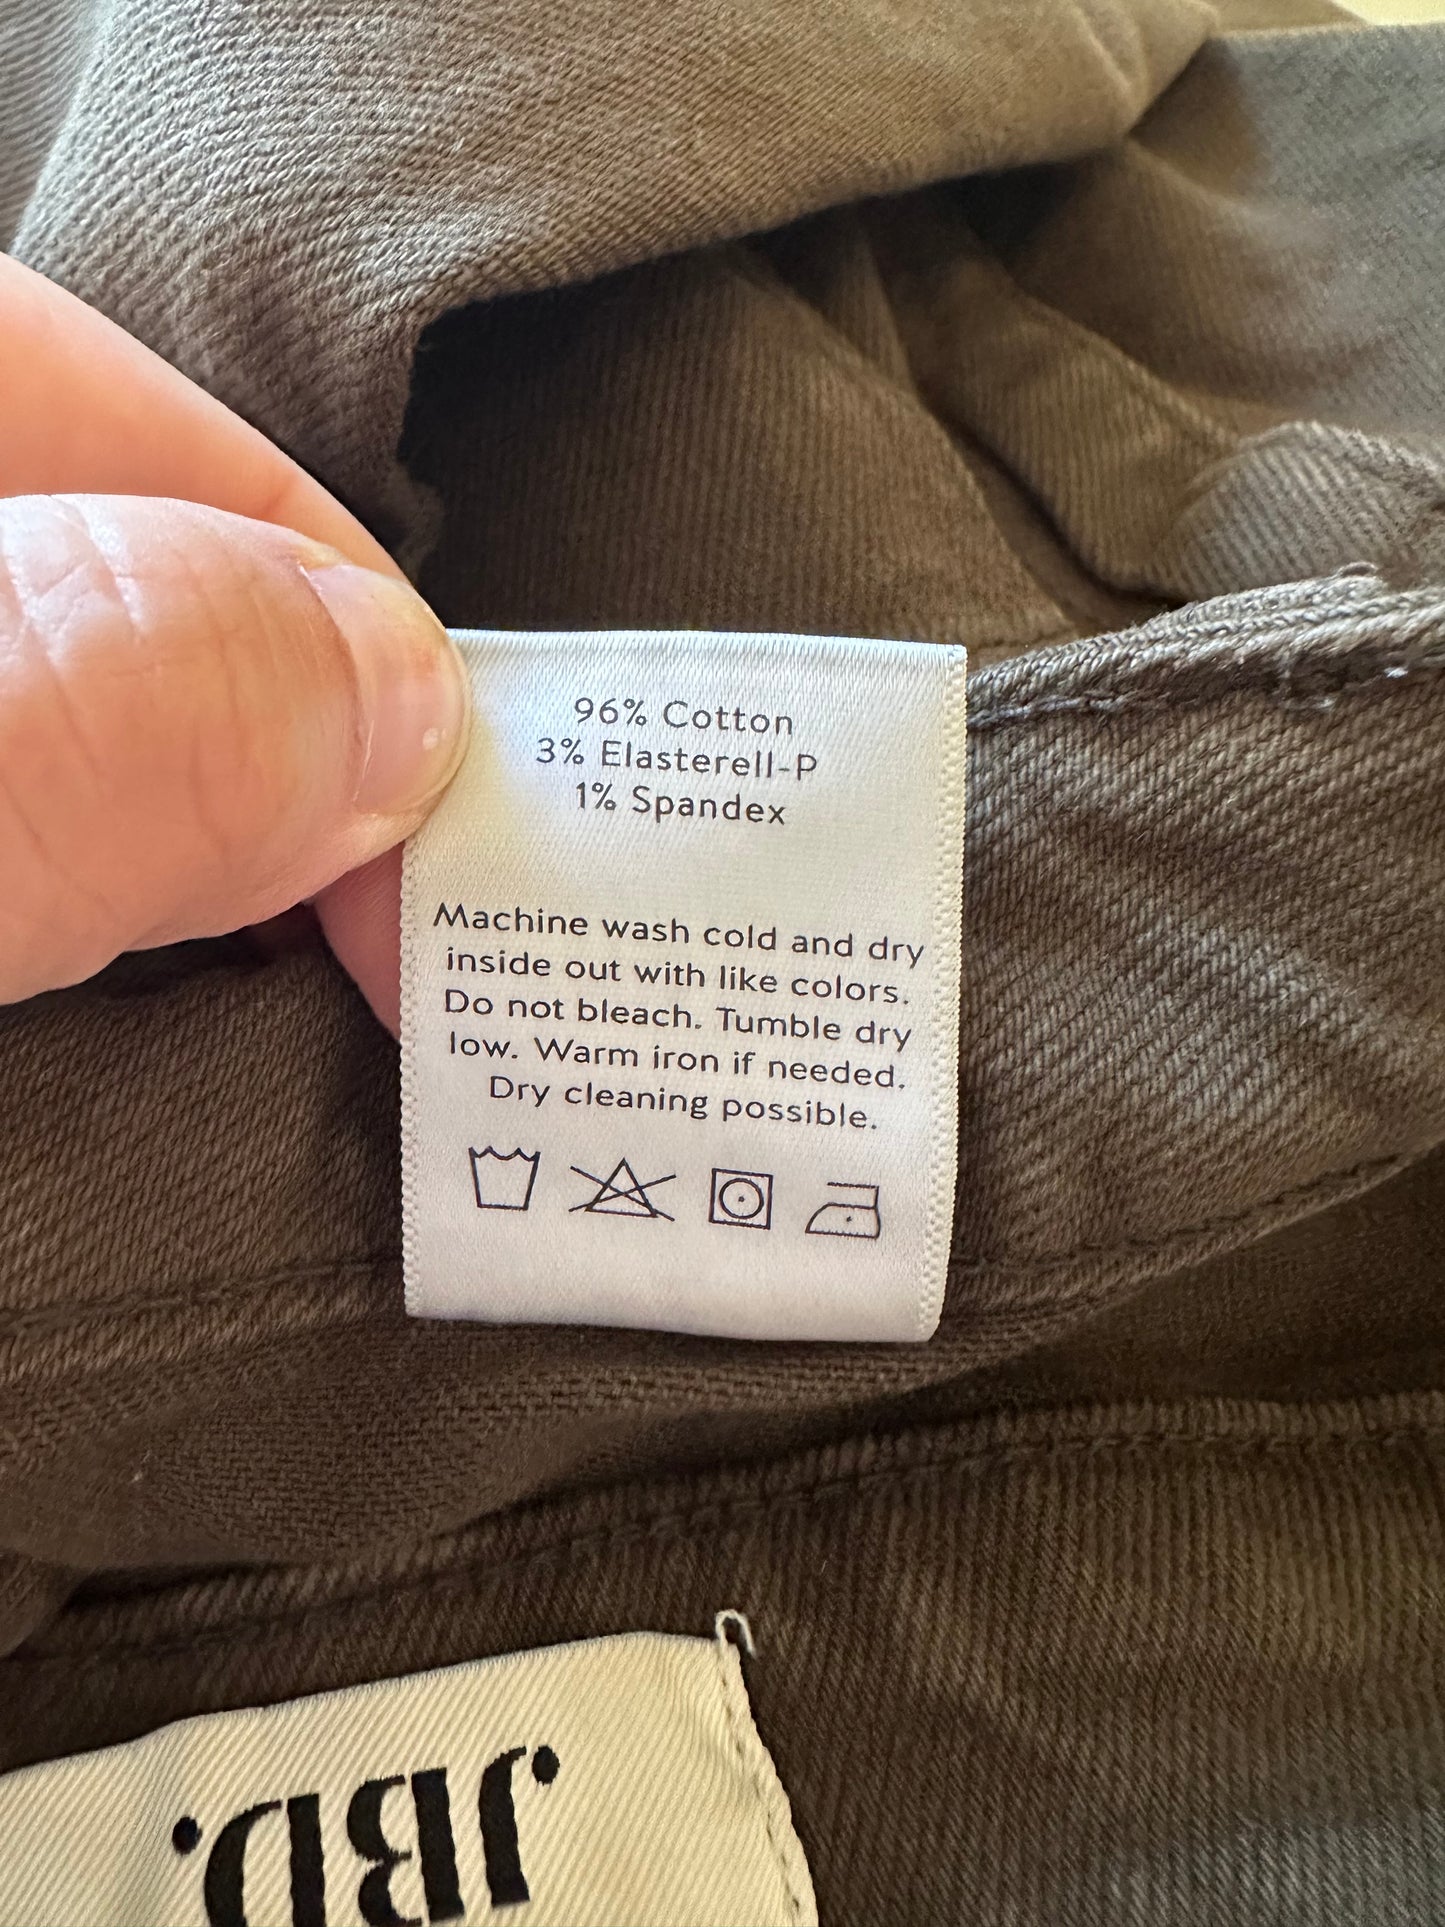 96% Cotton
3% Elasterell-P
1% Spandex
Machine wash cold and dry
inside out with like colors.
Do not bleach. Tumble dry
low. Warm iron if needed.
Dry cleaning possible.
JBD.